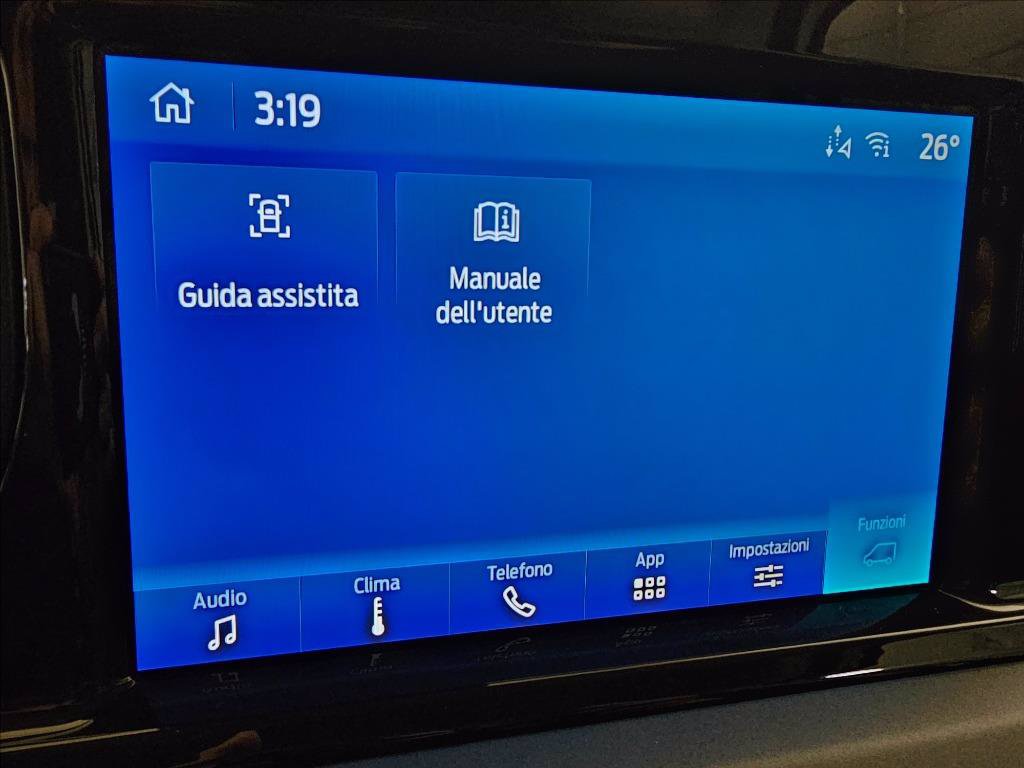 3:19
26°
Guida assistita
Manuale
dell'utente
Audio
Clima
Telefono
App
Impostazioni
Funzioni